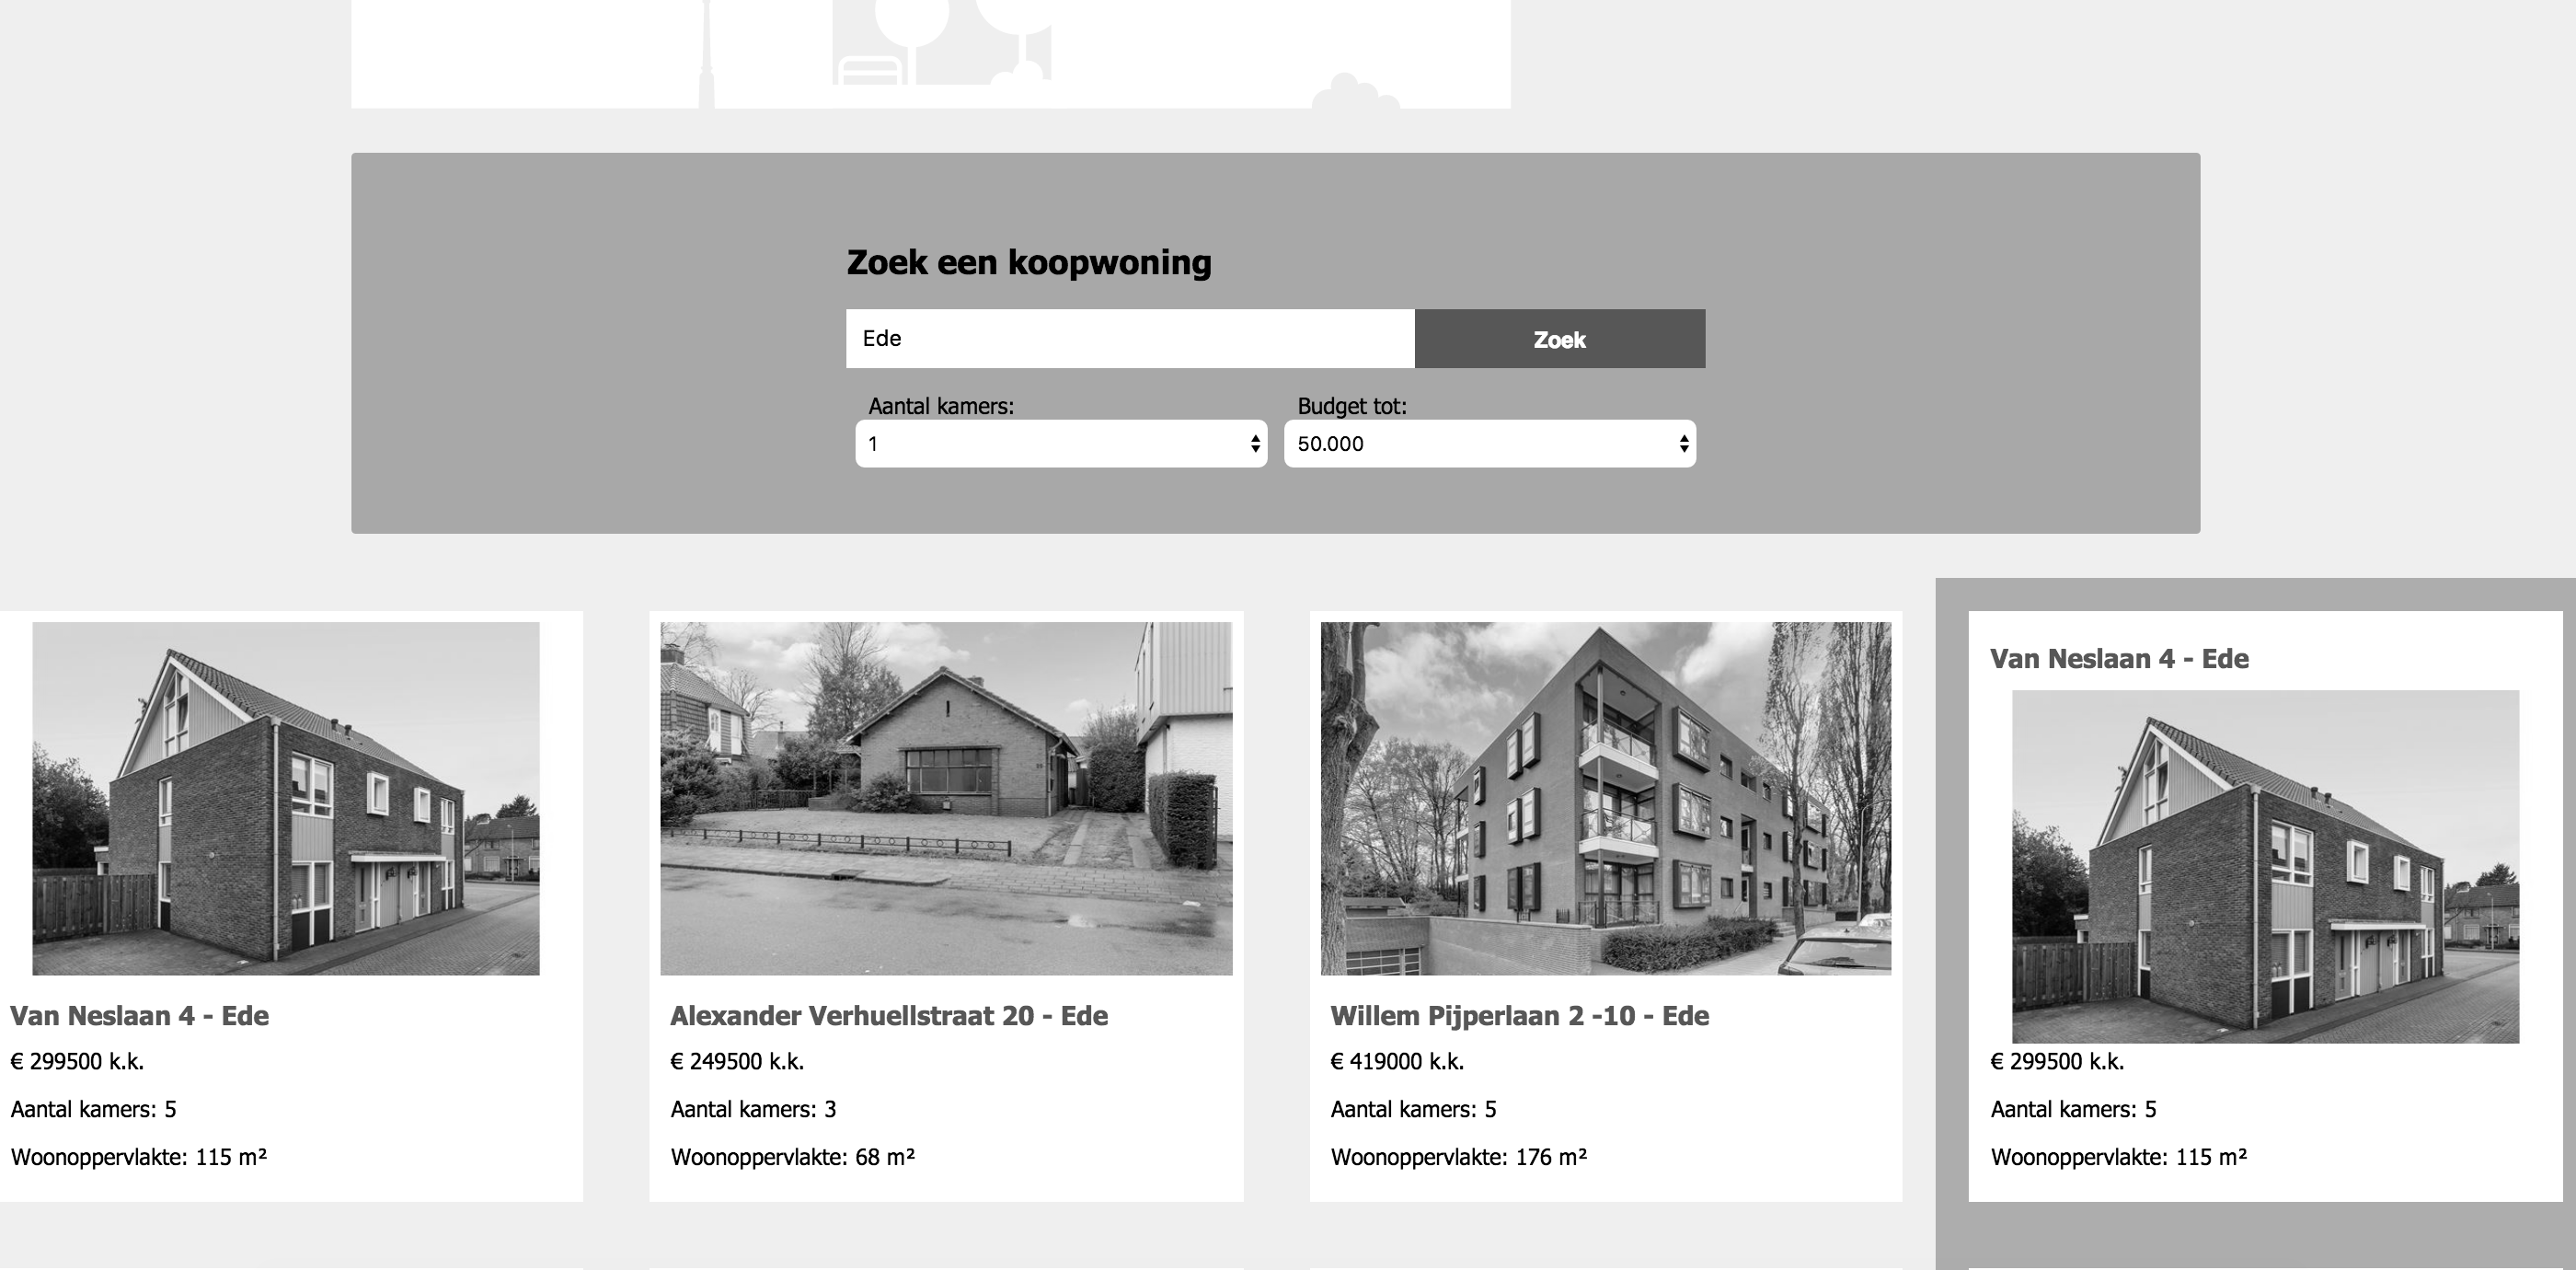 Zoek een koopwoning
Ede
Zoek
Aantal kamers:
Budget tot:
1
50.000
Van Neslaan 4 - Ede
€ 299500 k.k.
Aantal kamers: 5
Woonoppervlakte: 115 m²
Alexander Verhuellstraat 20 - Ede
€ 249500 k.k.
Aantal kamers: 3
Woonoppervlakte: 68 m²
Willem Pijperlaan 2 -10 - Ede
€ 419000 k.k.
Aantal kamers: 5
Woonoppervlakte: 176 m²
Van Neslaan 4 - Ede
€ 299500 k.k.
Aantal kamers: 5
Woonoppervlakte: 115 m²